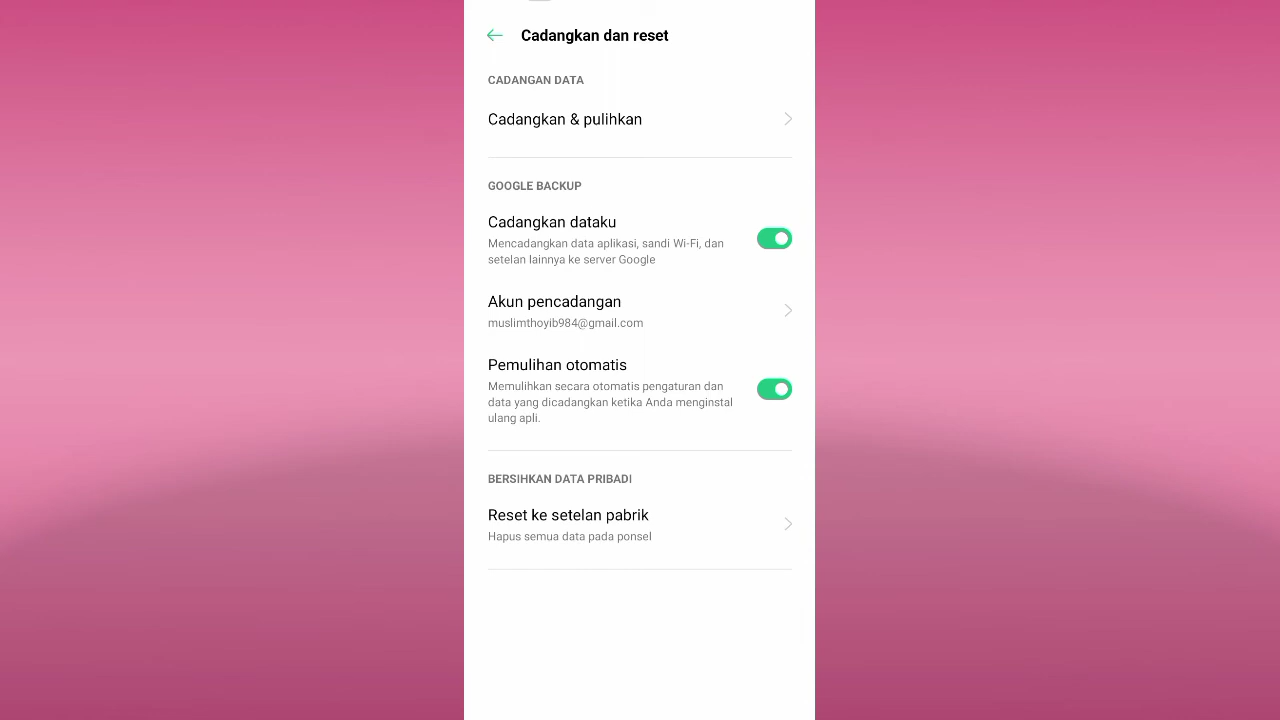 Cadangkan dan reset
CADANGAN DATA
Cadangkan & pulihkan
GOOGLE BACKUP
Cadangkan dataku
Mencadangkan data aplikasi, sandi Wi-Fi, dan
setelan lainnya ke server Google
Akun pencadangan
muslimthoyib984@gmail.com
Pemulihan otomatis
Memulihkan secara otomatis pengaturan dan
data yang dicadangkan ketika Anda menginstal
ulang apli.
BERSIHKAN DATA PRIBADI
Reset ke setelan pabrik
Hapus semua data pada ponsel